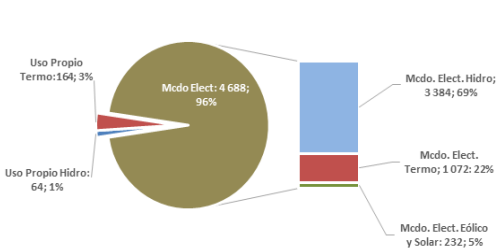 Uso Propio
Termo:164; 3%
Mcdo Elect: 4 688;
96%
Uso Propio Hidro:
64; 1%
Mcdo. Elect. Hidro;
3 384; 69%
Mcdo. Elect.
Termo; 1 072: 22%
Mcdo. Elect. Eólico
y Solar: 232; 5%